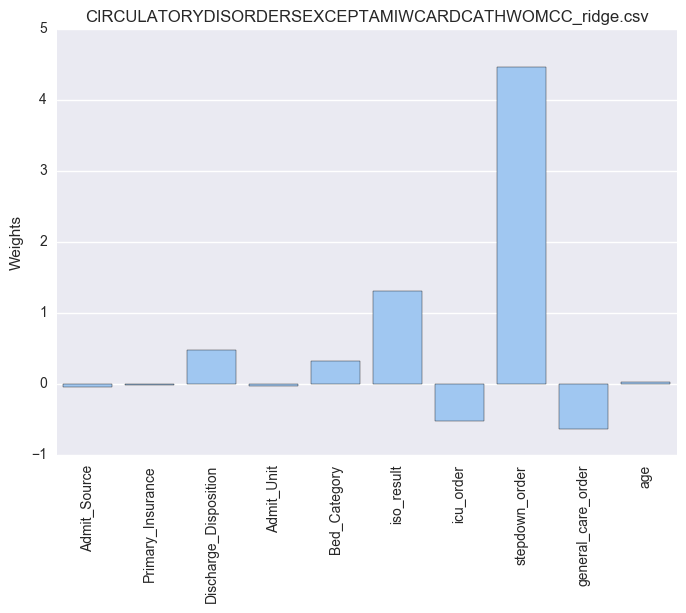 CIRCULATORYDISORDERSEXCEPTAMIWCARDCATHWOMCC_ridge.csv
5
4
3
2
1
0
−1
Weights
Admit_Source
Primary_Insurance
Discharge_Disposition
Admit_Unit
Bed_Category
iso_result
icu_order
stepdown_order
general_care_order
age